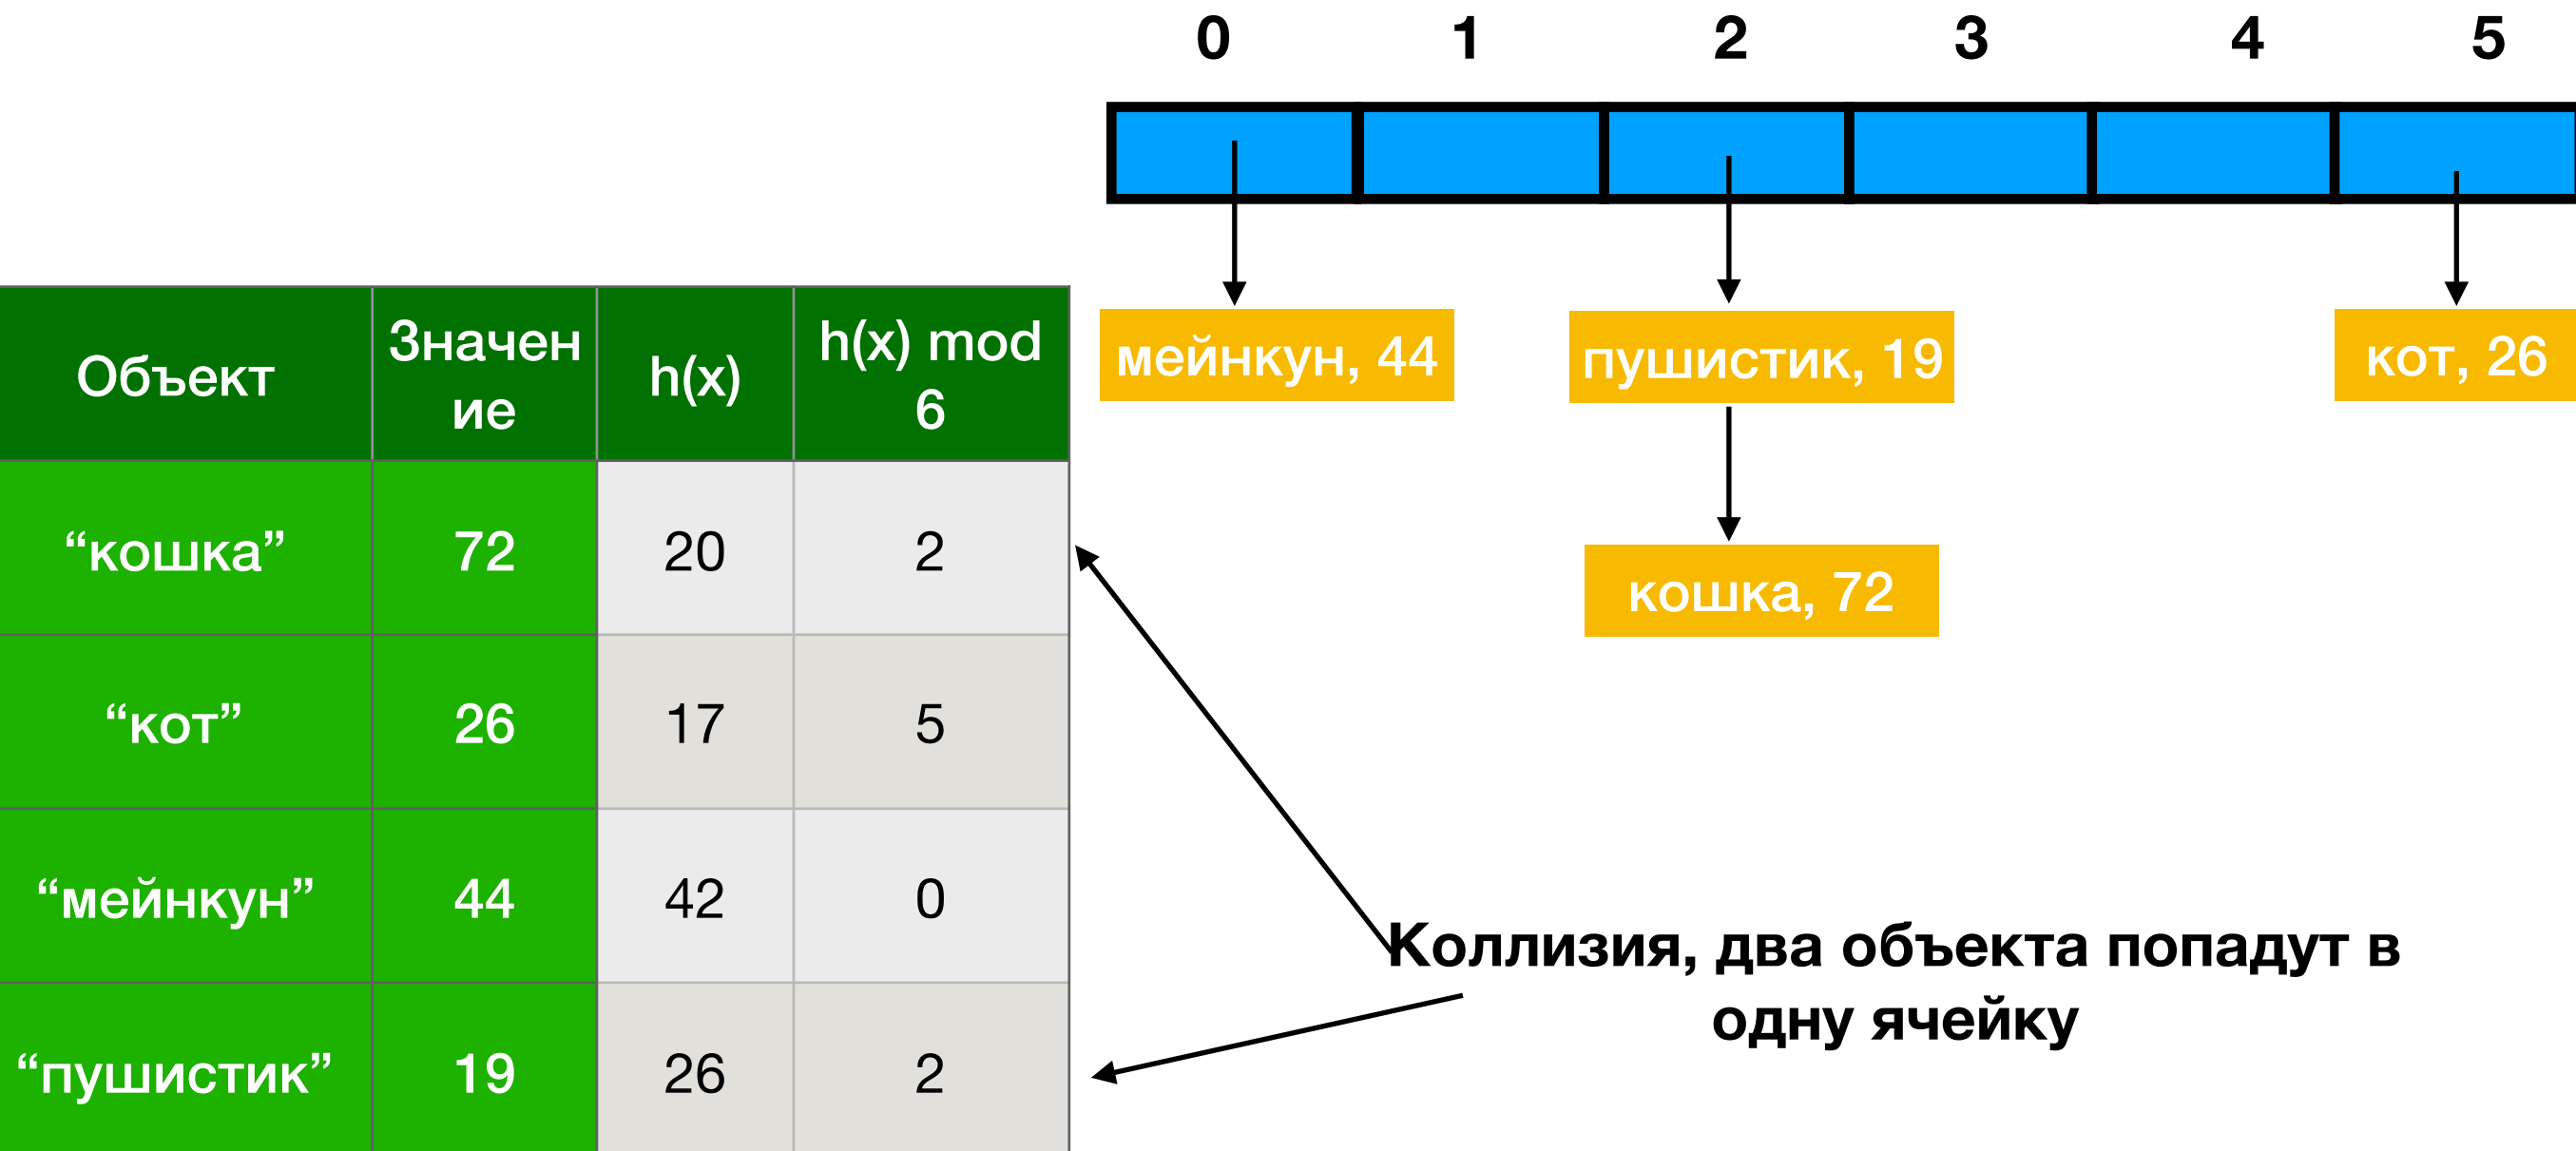 0 1 2 3 4 5
мейнкун, 44 пушистик, 19 кот, 26
кошка, 72
Объект Значен
ие h(x) h(x) mod
6
“кошка” 72 20 2
“кот” 26 17 5
“мейнкун” 44 42 0
“пушистик” 19 26 2
Коллизия, два объекта попадут в
одну ячейку